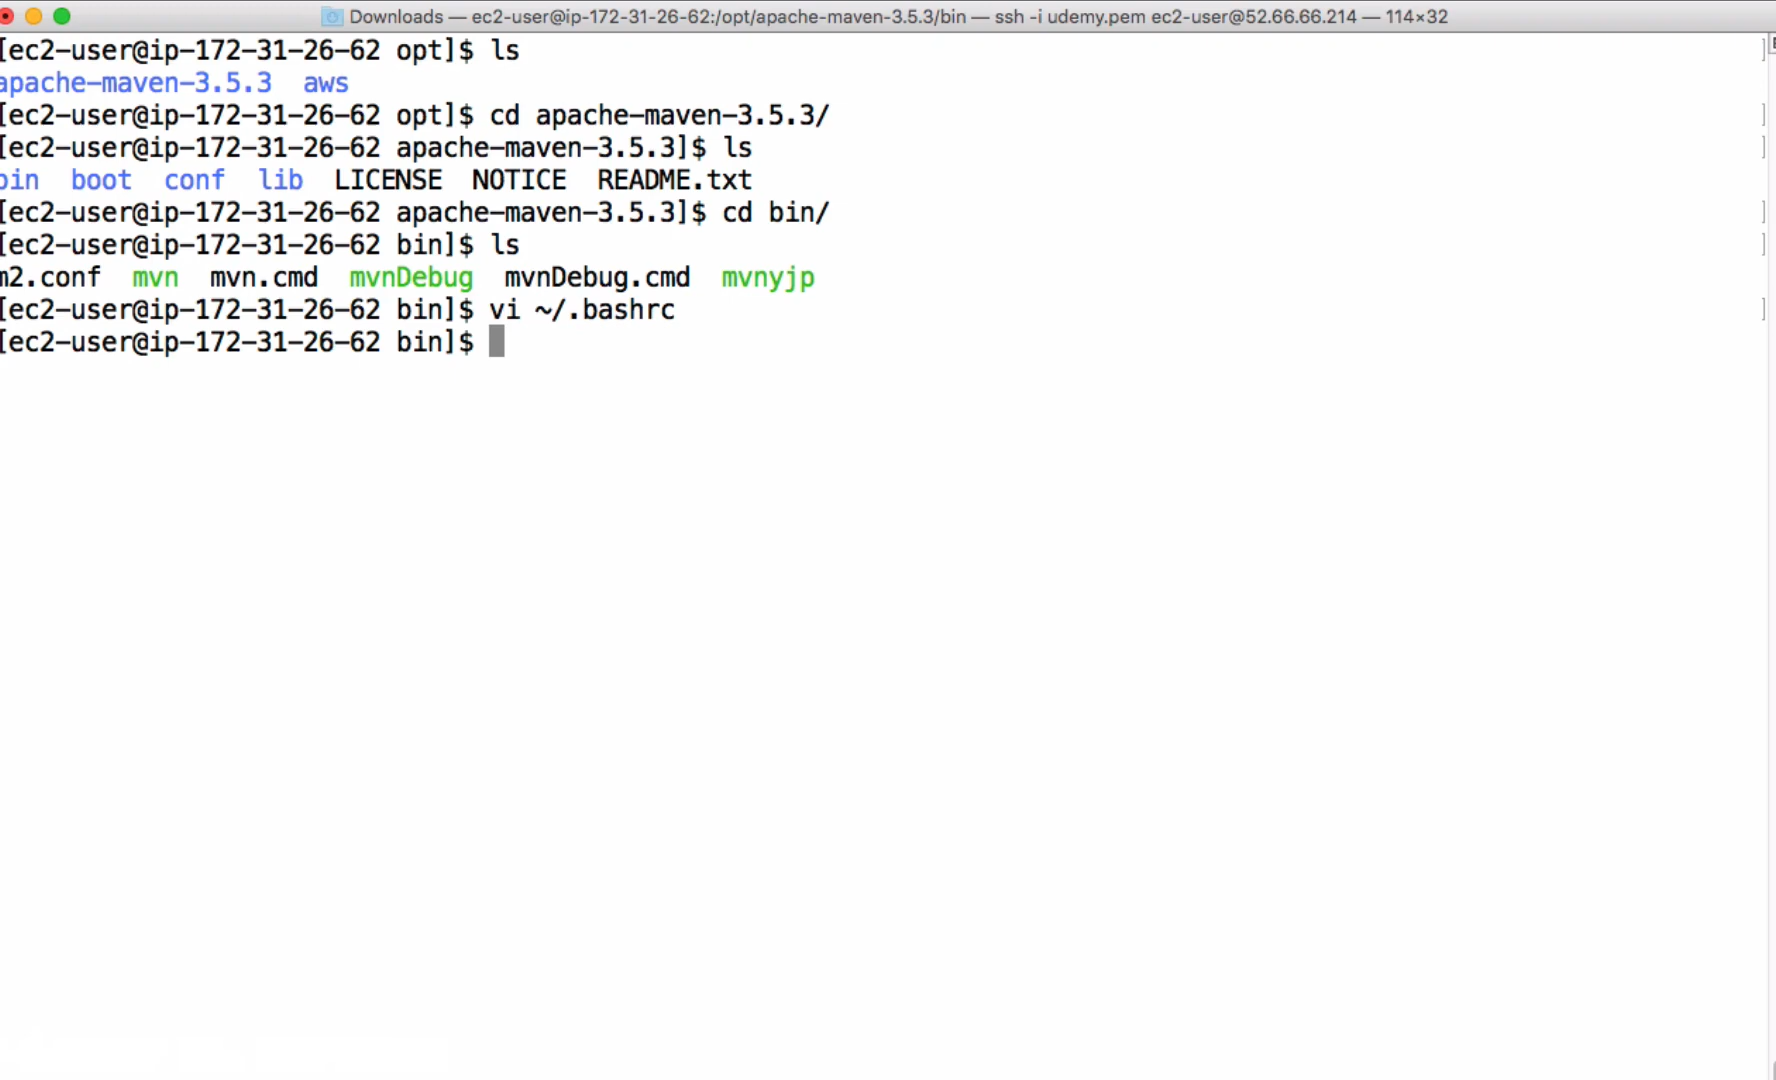 Downloads — ec2-user@ip-172-31-26-62:/opt/apache-maven-3.5.3/bin — ssh -i udemy.pem ec2-user@52.66.66.214 — 114×32
[ec2-user@ip-172-31-26-62 opt]$ ls
apache-maven-3.5.3 aws
[ec2-user@ip-172-31-26-62 opt]$ cd apache-maven-3.5.3/
[ec2-user@ip-172-31-26-62 apache-maven-3.5.3]$ ls
bin boot conf lib LICENSE NOTICE README.txt
[ec2-user@ip-172-31-26-62 apache-maven-3.5.3]$ cd bin/
[ec2-user@ip-172-31-26-62 bin]$ ls
m2.conf mvn mvn.cmd mvnDebug mvnDebug.cmd mvnyjp
[ec2-user@ip-172-31-26-62 bin]$ vi ~/.bashrc
[ec2-user@ip-172-31-26-62 bin]$